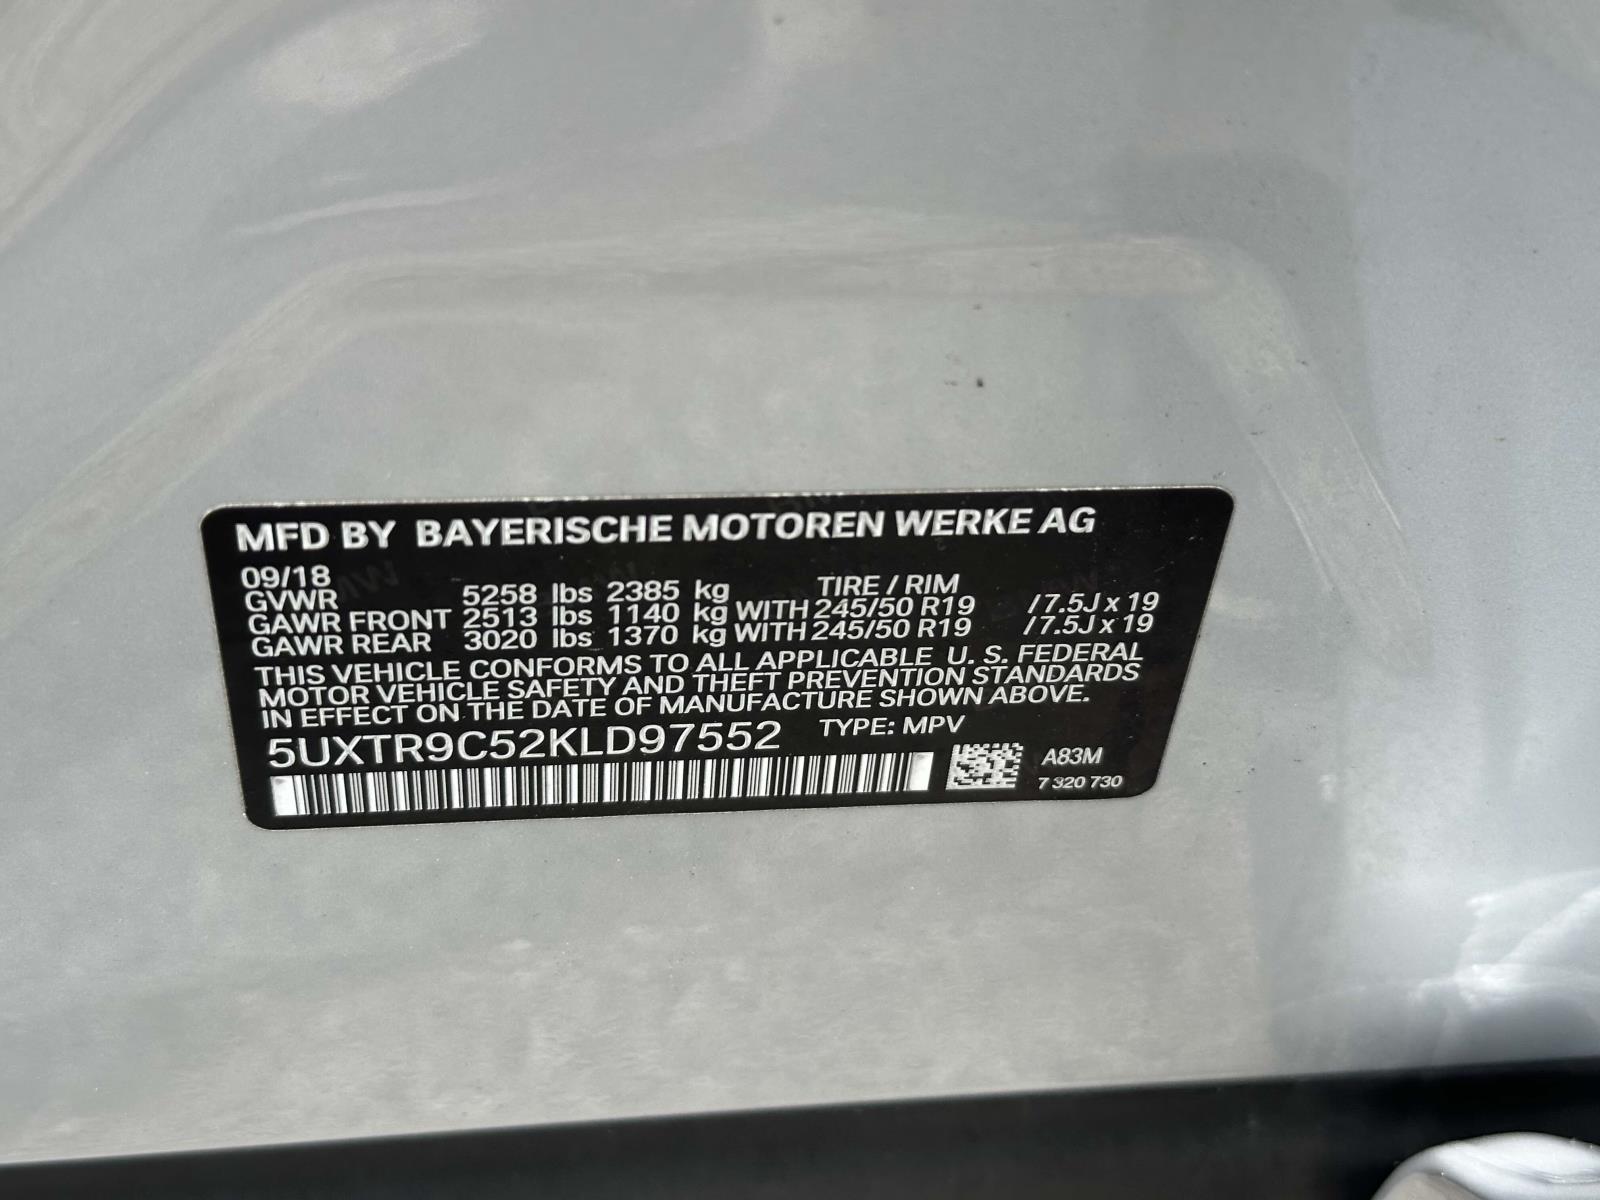 MFD BY BAYERISCHE MOTOREN WERKE AG
09/18 TIRE / RIM
GVWR 5258 lbs 2385 kg
GAWR FRONT 2513 lbs 1140 kg WITH 245/50 R19 / 7.5J x 19
GAWR REAR 3020 lbs 1370 kg WITH 245/50 R19 / 7.5J x 19
THIS VEHICLE CONFORMS TO ALL APPLICABLE U. S. FEDERAL
MOTOR VEHICLE SAFETY AND THEFT PREVENTION STANDARDS
IN EFFECT ON THE DATE OF MANUFACTURE SHOWN ABOVE.
5UXTR9C52KLD97552 TYPE: MPV
A83M
7 320 730